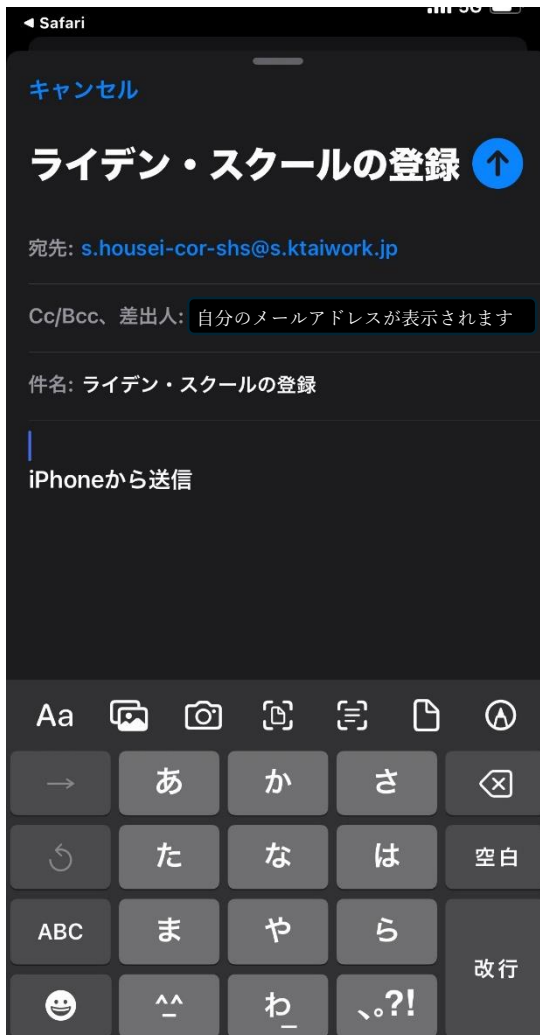 ◀ Safari
5G
キャンセル
ライデン・スクールの登録
宛先: s.housei-cor-shs@s.ktaiwork.jp
Cc/Bcc、差出人: 自分のメールアドレスが表示されます
件名: ライデン・スクールの登録
iPhoneから送信
Aa
→ あ か さ
た な は 空白
ABC ま や ら
^_^ わ_ 、。?! 改行